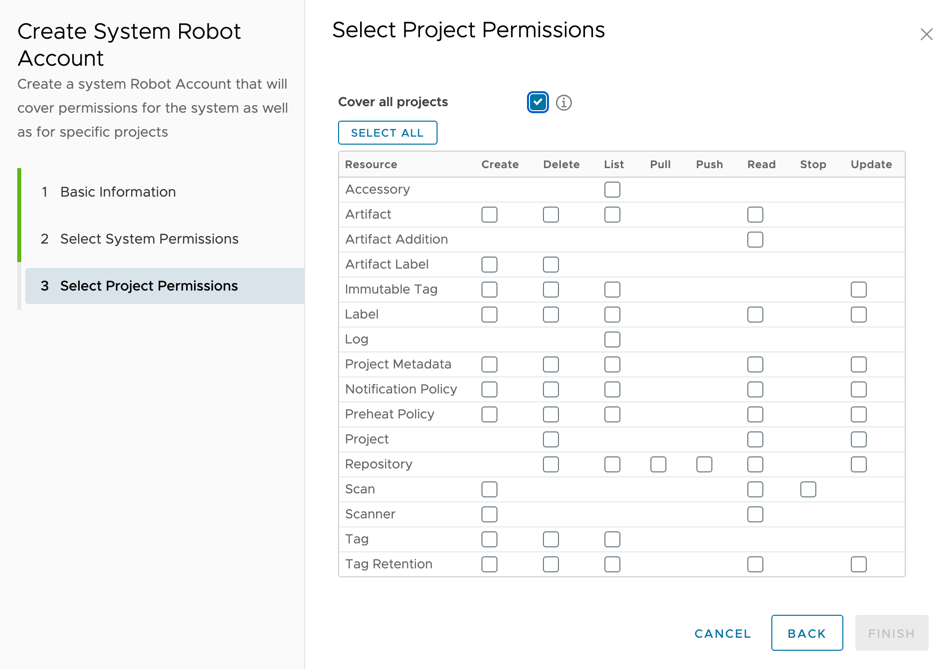 Create System Robot
Account
Create a system Robot Account that will
cover permissions for the system as well
as for specific projects
1 Basic Information
2 Select System Permissions
3 Select Project Permissions
Select Project Permissions
Cover all projects
SELECT ALL
Resource Create Delete List Pull Push Read Stop Update
Accessory
Artifact
Artifact Addition
Artifact Label
Immutable Tag
Label
Log
Project Metadata
Notification Policy
Preheat Policy
Project
Repository
Scan
Scanner
Tag
Tag Retention
CANCEL BACK FINISH